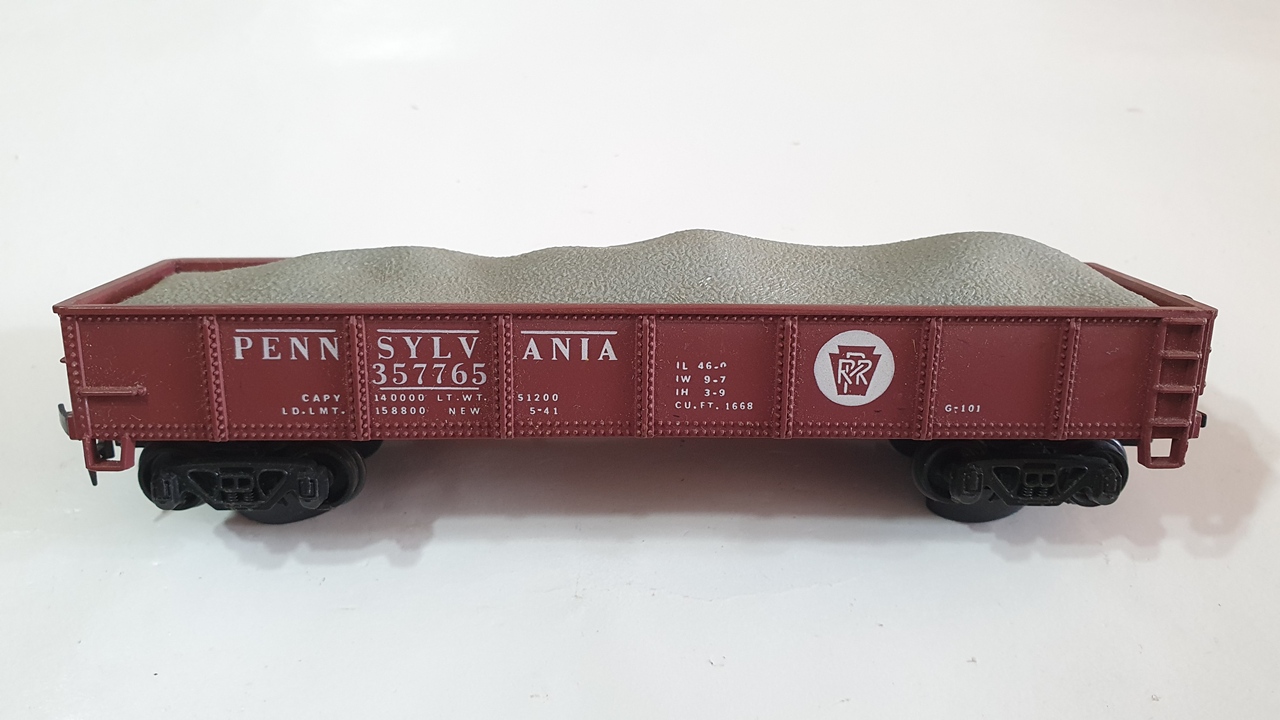 PENN SYLV ANIA
357765
CAPY 140000 LT.WT. 51200
LD.LMT. 158800 NEW 5-41
IL 46-0
IW 9-7
IH 3-9
CU.FT. 1668
PRR
G-101